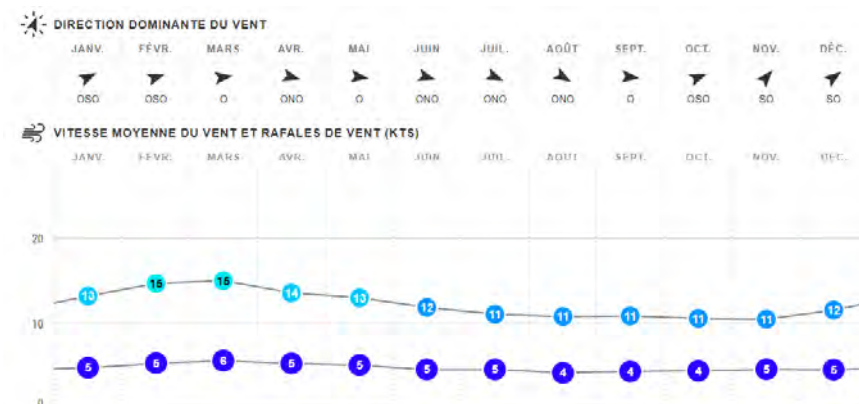 DIRECTION DOMINANTE DU VENT
JANV. FÉVR. MARS AVR. MAI JUIN JUIL. AOÛT SEPT. OCT. NOV. DÉC.
OSO OSO O ONO O ONO ONO ONO O OSO SO SO
VITESSE MOYENNE DU VENT ET RAFALES DE VENT (KTS)
JANV. FÉVR. MARS AVR. MAI JUIN JUIL. AOUT SEPT. OCT. NOV. DEC.
20
13 15 15 14 13 12 11 11 11 11 11 12
10
5 5 6 5 5 5 5 4 4 4 5 5
0